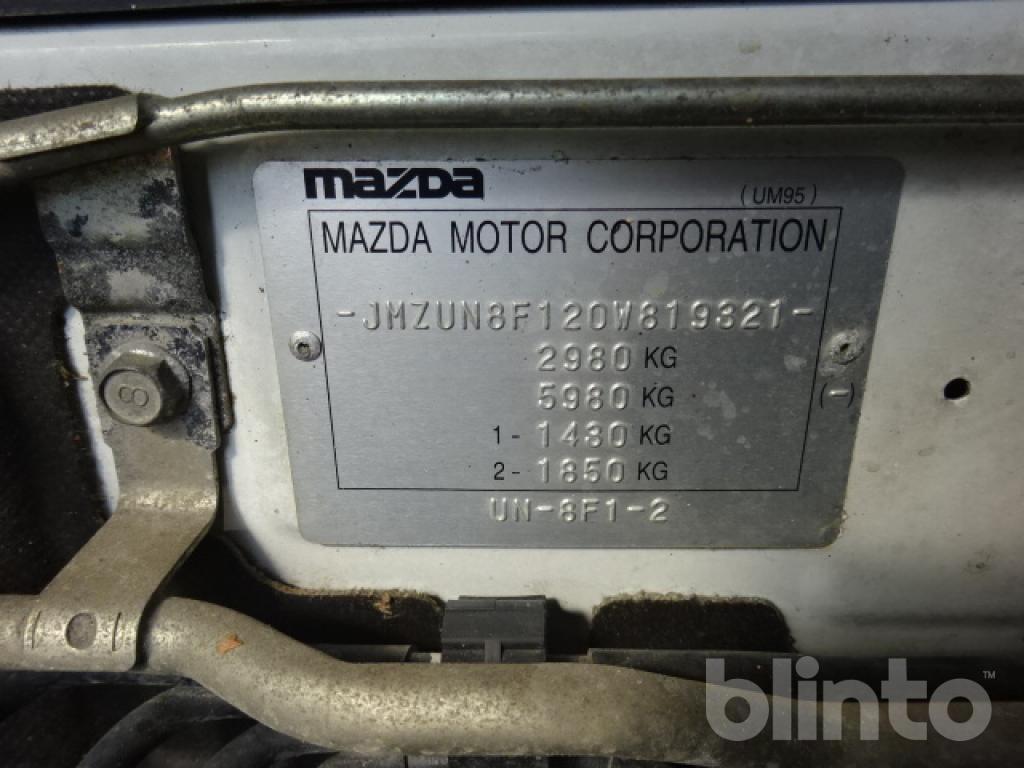 mazda
(UM95)
MAZDA MOTOR CORPORATION
-JMZUN8F120W819321-
2980 KG
5980 KG (-)
1- 1430 KG
2- 1850 KG
UN-8F1-2
8
blinto™